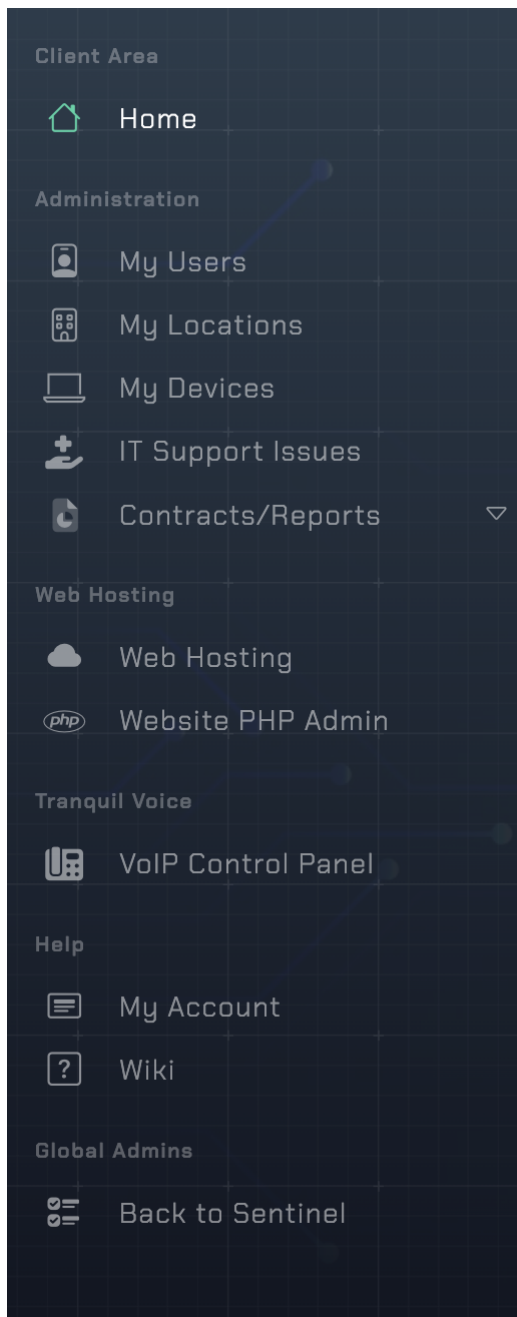 Client Area
Home
Administration
My Users
My Locations
My Devices
IT Support Issues
Contracts/Reports
Web Hosting
Web Hosting
php
Website PHP Admin
Tranquil Voice
VoIP Control Panel
Help
My Account
?
Wiki
Global Admins
Back to Sentinel